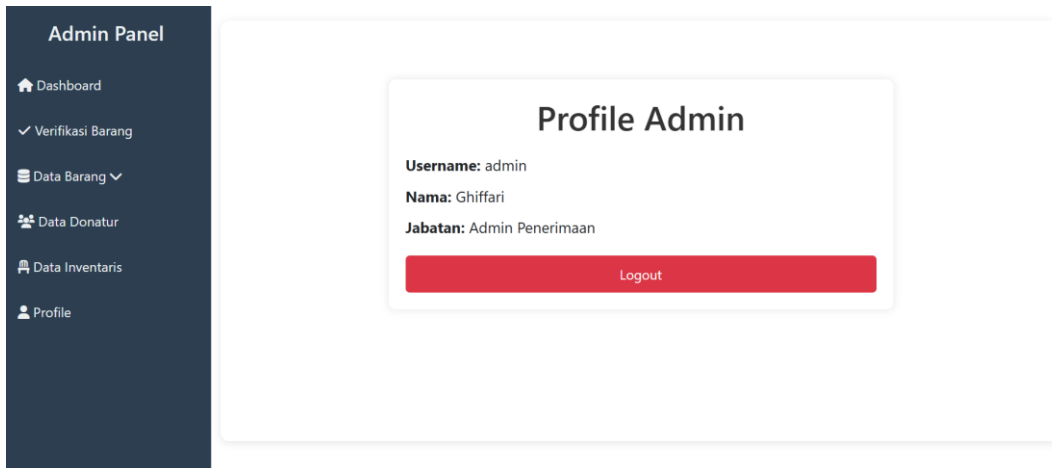 Admin Panel
Dashboard
Verifikasi Barang
Data Barang
Data Donatur
Data Inventaris
Profile
Profile Admin
Username: admin
Nama: Ghiffari
Jabatan: Admin Penerimaan
Logout